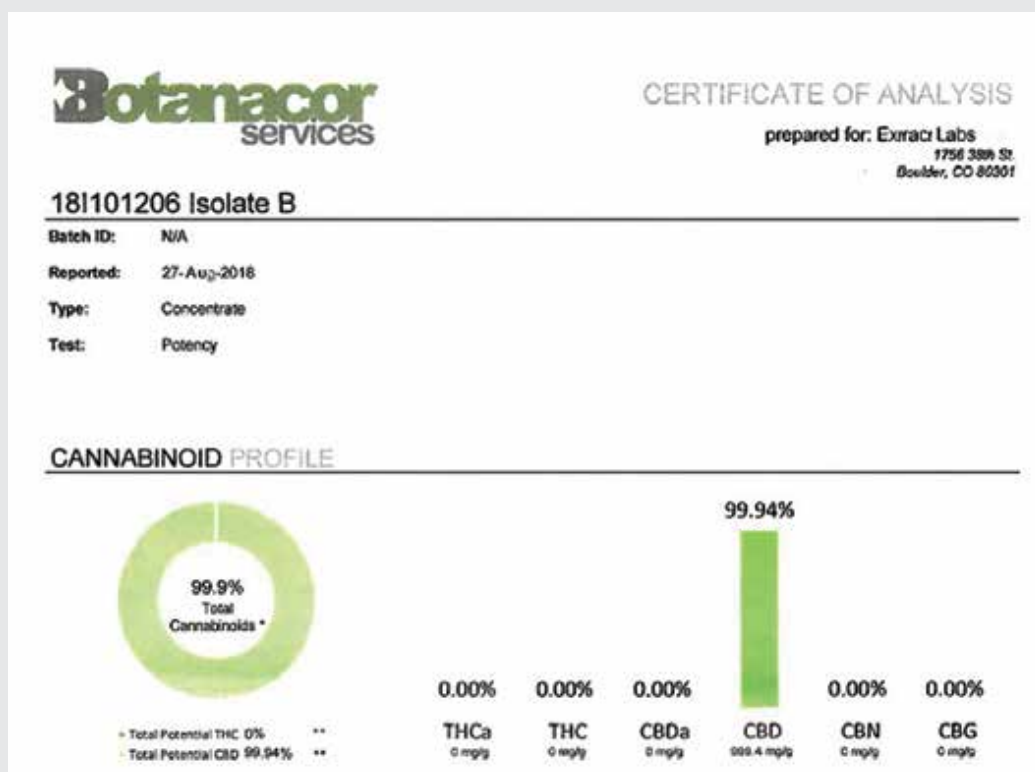 Botanacor
services
CERTIFICATE OF ANALYSIS
prepared for: Exrracr Labs
1756 38th St.
Boulder, CO 80301
18I101206 Isolate B
Batch ID: N/A
Reported: 27-Aug-2018
Type: Concentrate
Test: Potency
CANNABINOID PROFILE
99.9%
Total
Cannabinoids *
Total Potential THC 0% **
Total Potential CBD 99.94% **
99.94%
0.00% 0.00% 0.00% 0.00% 0.00%
THCa THC CBDa CBD CBN CBG
0 mg/g 0 mg/g 0 mg/g 999.4 mg/g 0 mg/g 0 mg/g